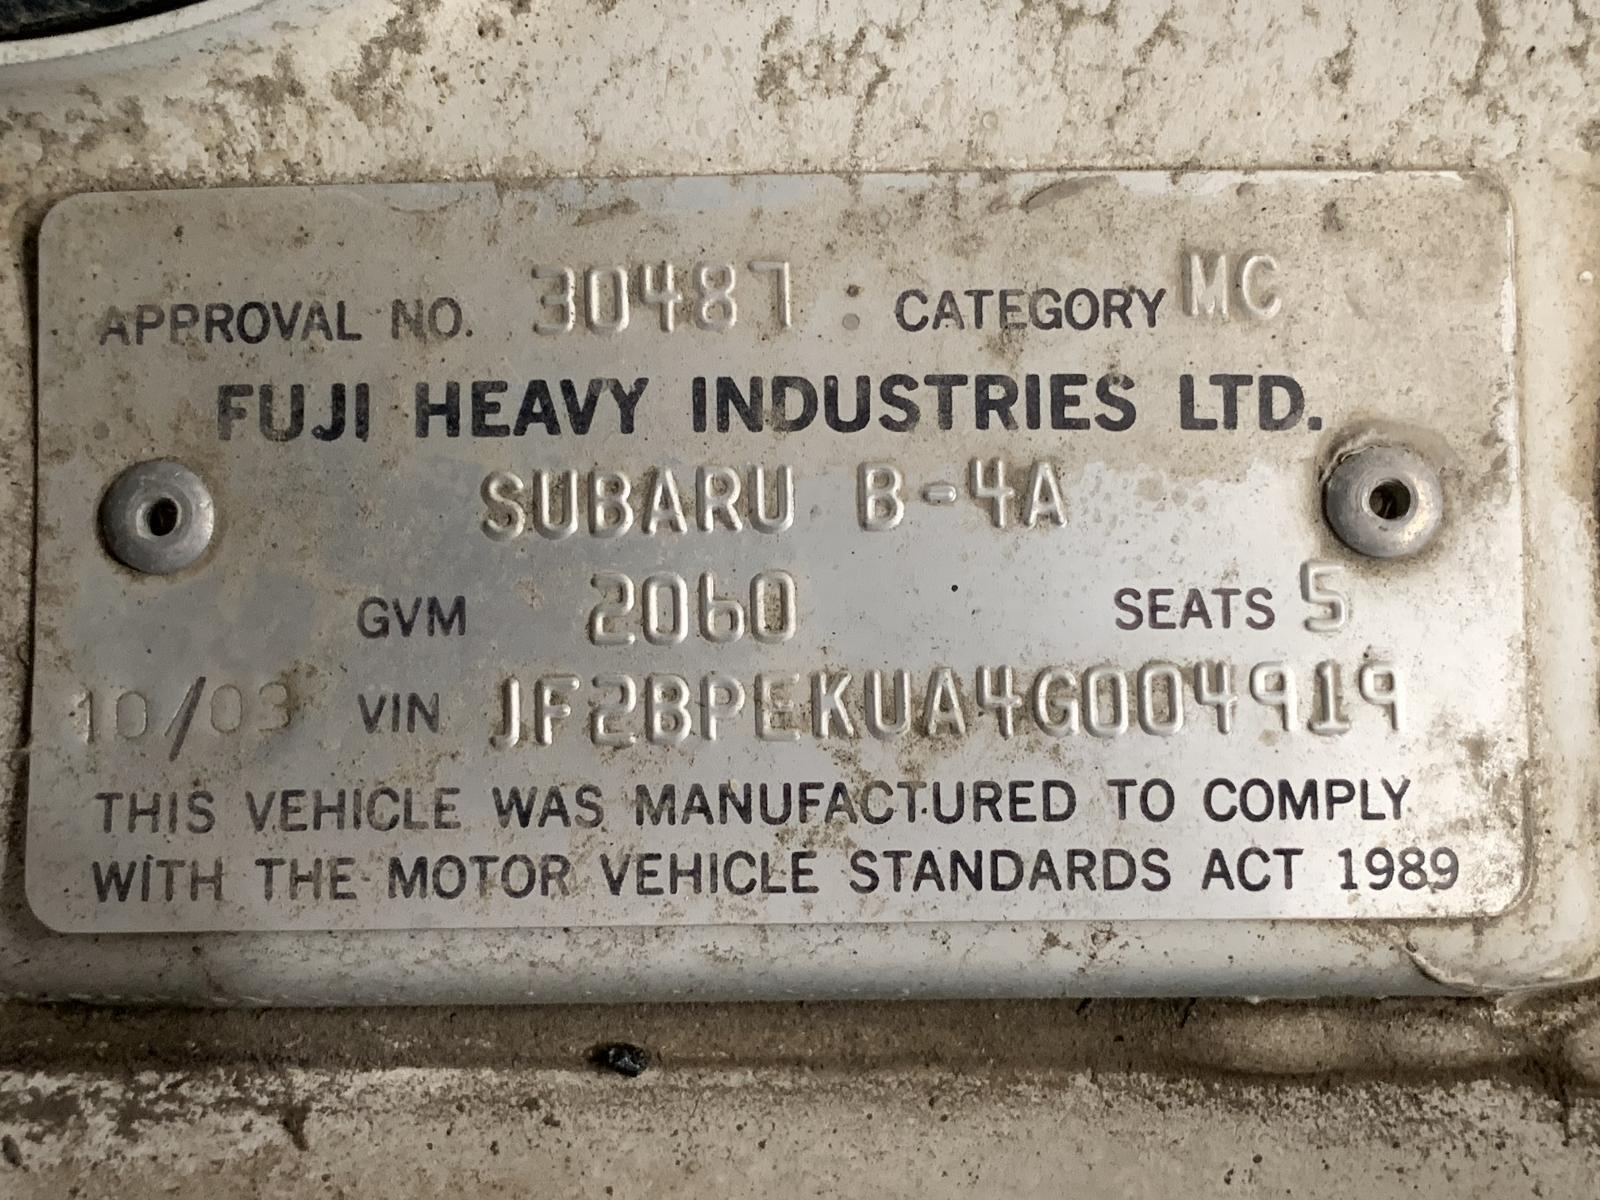 APPROVAL NO. 30487 : CATEGORY MC
FUJI HEAVY INDUSTRIES LTD.
SUBARU B-4A
GVM 2060 SEATS 5
10/03 VIN JF2BPEKUA4G004919
THIS VEHICLE WAS MANUFACTURED TO COMPLY
WITH THE MOTOR VEHICLE STANDARDS ACT 1989